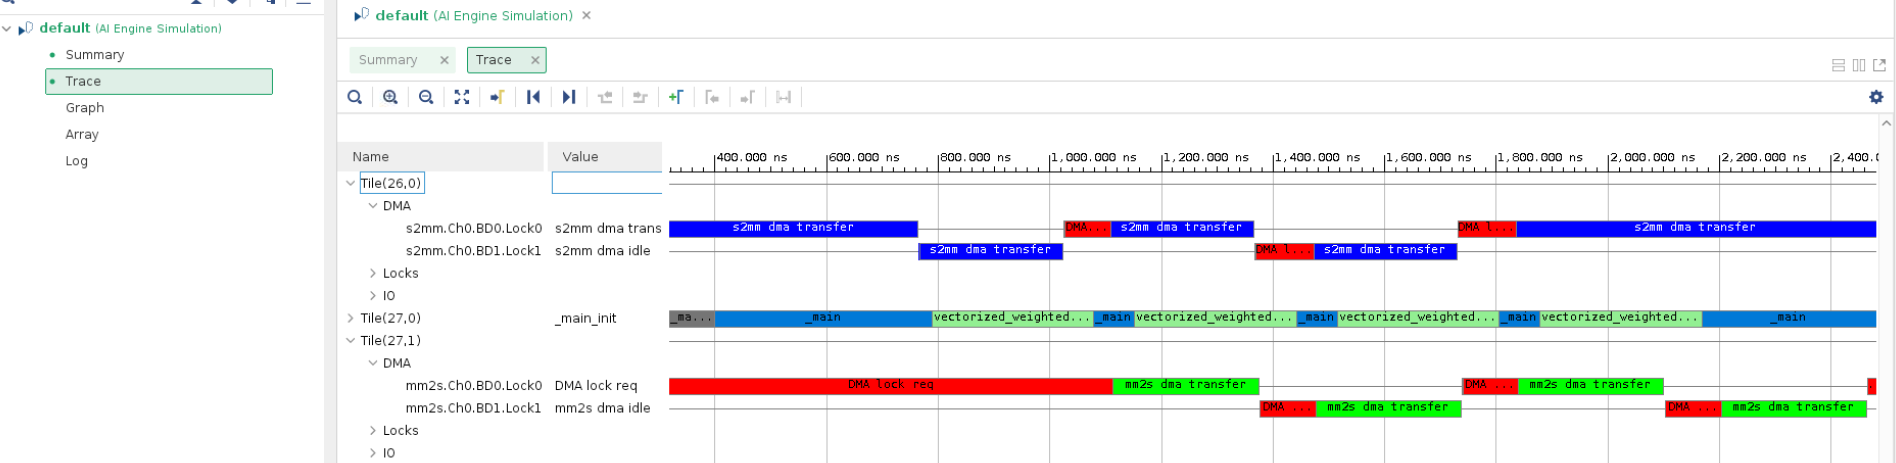 default (AI Engine Simulation)
Summary
Trace
Graph
Array
Log
default (AI Engine Simulation)
Summary Trace
Name Value 400.000 ns 600.000 ns 800.000 ns 1,000.000 ns 1,200.000 ns 1,400.000 ns 1,600.000 ns 1,800.000 ns 2,000.000 ns 2,200.000 ns 2,400.0
Tile(26,0)
DMA
s2mm.Ch0.BD0.Lock0 s2mm dma trans s2mm dma transfer DMA... s2mm dma transfer DMA l... s2mm dma transfer
s2mm.Ch0.BD1.Lock1 s2mm dma idle s2mm dma transfer DMA l... s2mm dma transfer
Locks
IO
Tile(27,0) _main_init _ma... _main vectorized_weighted... _main vectorized_weighted... _main vectorized_weighted... _main vectorized_weighted... _main
Tile(27,1)
DMA
mm2s.Ch0.BD0.Lock0 DMA lock req DMA lock req mm2s dma transfer DMA ... mm2s dma transfer .
mm2s.Ch0.BD1.Lock1 mm2s dma idle DMA ... mm2s dma transfer DMA ... mm2s dma transfer
Locks
IO